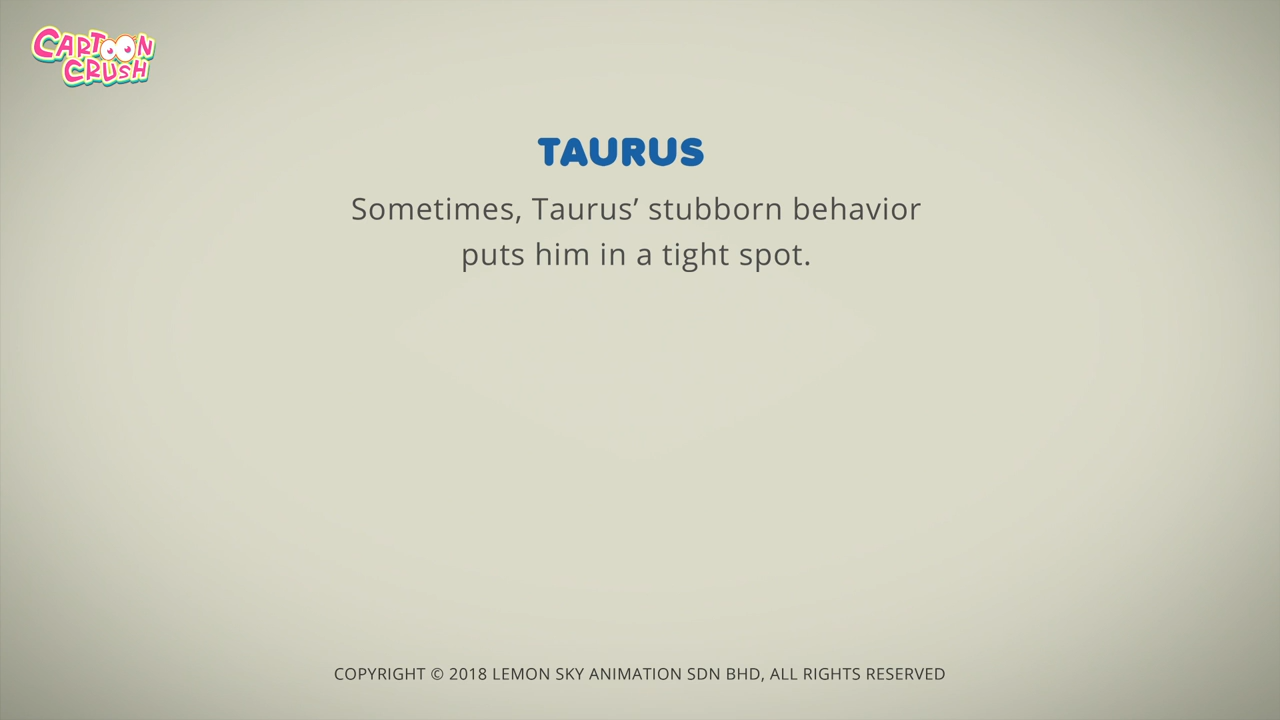 CARTOON
CRUSH
TAURUS
Sometimes, Taurus’ stubborn behavior
puts him in a tight spot.
COPYRIGHT © 2018 LEMON SKY ANIMATION SDN BHD, ALL RIGHTS RESERVED